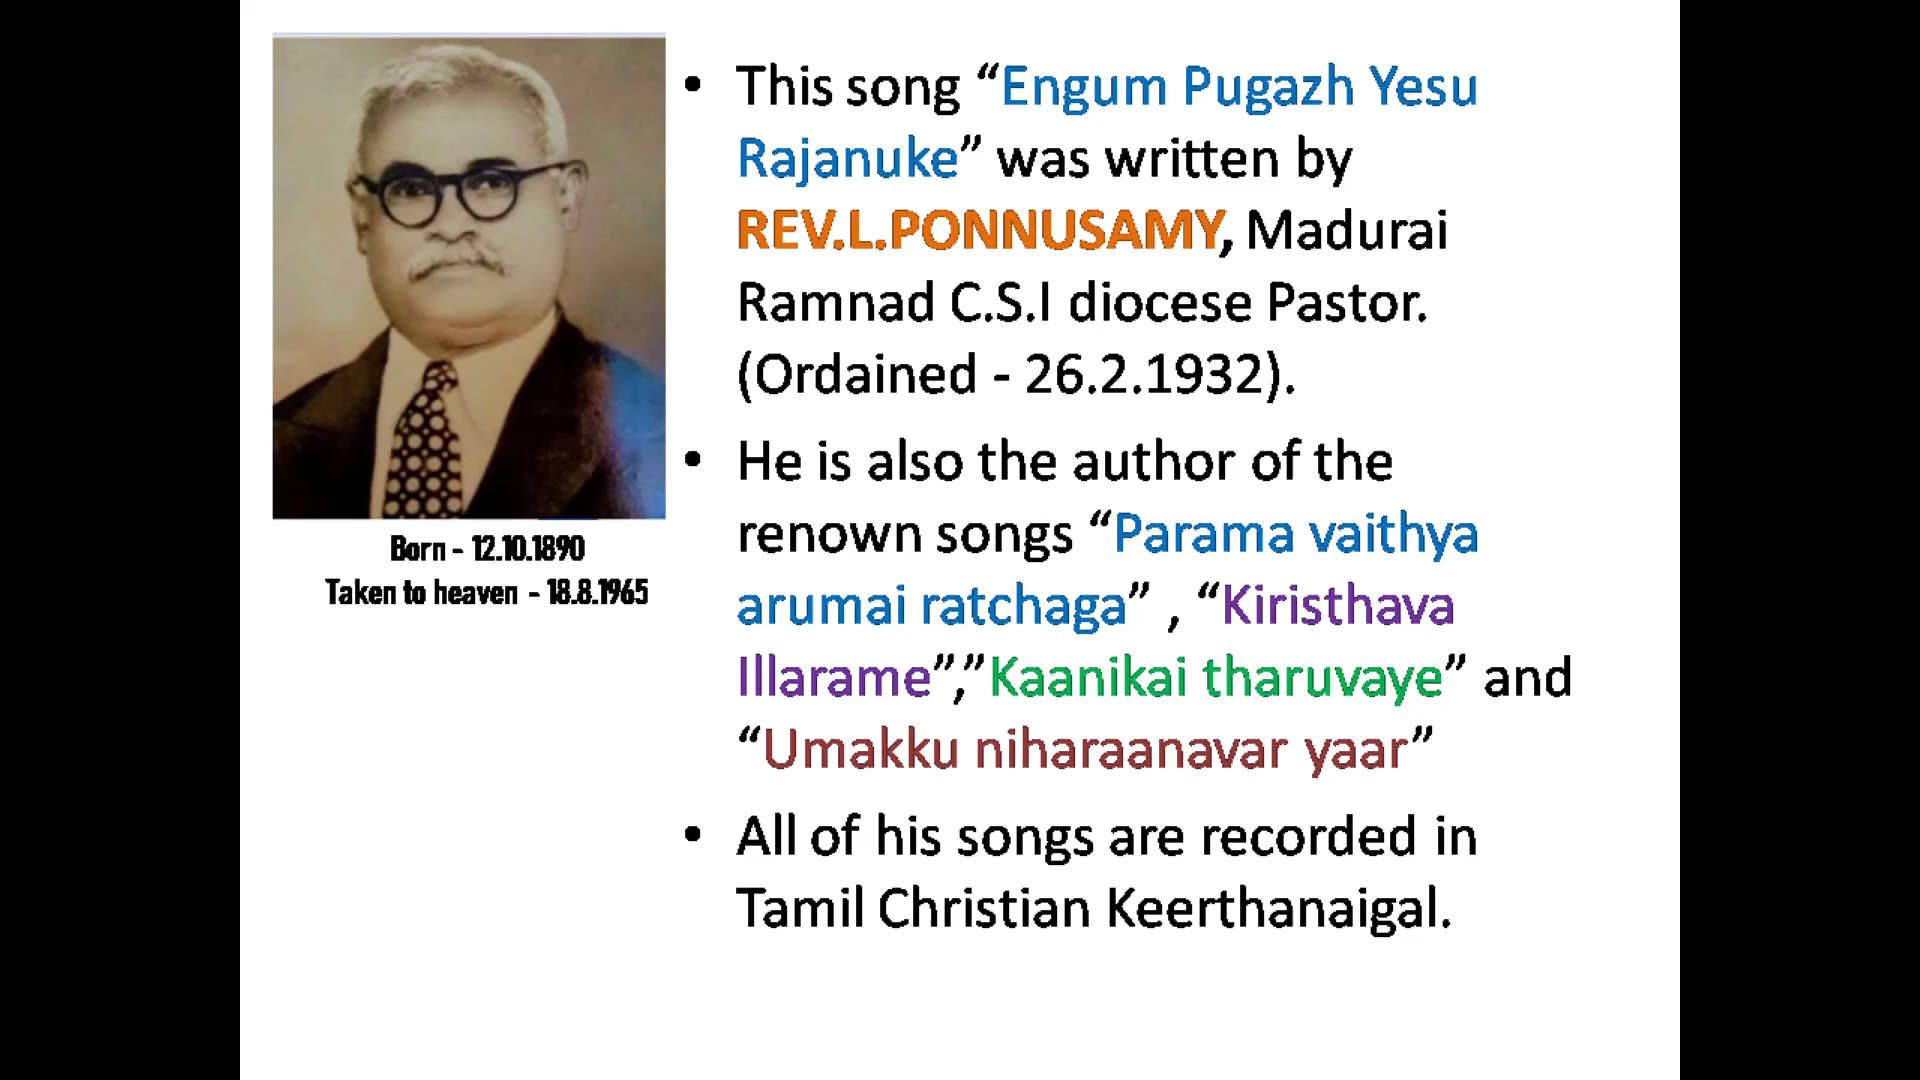 Born - 12.10.1890
Taken to heaven - 18.8.1965
• This song “Engum Pugazh Yesu
Rajanuke” was written by
REV.L.PONNUSAMY, Madurai
Ramnad C.S.I diocese Pastor.
(Ordained - 26.2.1932).
• He is also the author of the
renown songs “Parama vaithya
arumai ratchaga” , “Kiristhava
Illarame”,”Kaanikai tharuvaye” and
“Umakku niharaanavar yaar”
• All of his songs are recorded in
Tamil Christian Keerthanaigal.